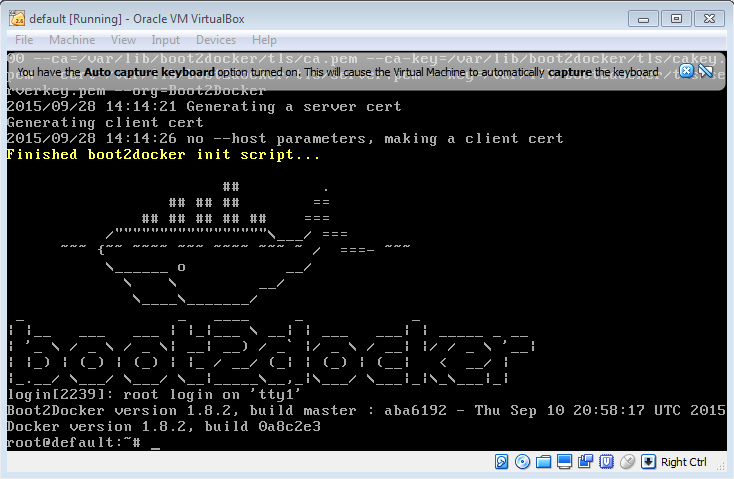 default [Running] - Oracle VM VirtualBox
File Machine View Input Devices Help
00 --ca=/var/lib/boot2docker/tls/ca.pem --ca-key=/var/lib/boot2docker/tls/cakey.
You have the Auto capture keyboard option turned on. This will cause the Virtual Machine to automatically capture the keyboard
rverkey.pem --org=Boot2Docker
2015/09/28 14:14:21 Generating a server cert
Generating client cert
2015/09/28 14:14:26 no --host parameters, making a client cert
Finished boot2docker init script...
boot2docker
login[2239]: root login on 'tty1'
Boot2Docker version 1.8.2, build master : aba6192 - Thu Sep 10 20:58:17 UTC 2015
Docker version 1.8.2, build 0a8c2e3
root@default:~# _
Right Ctrl